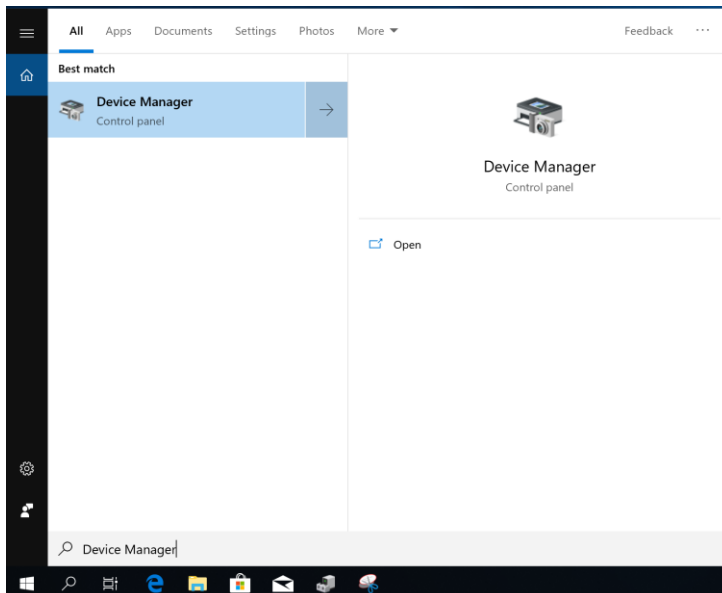 All Apps Documents Settings Photos More Feedback ...
Best match
Device Manager
Control panel
Device Manager
Control panel
Open
Device Manager